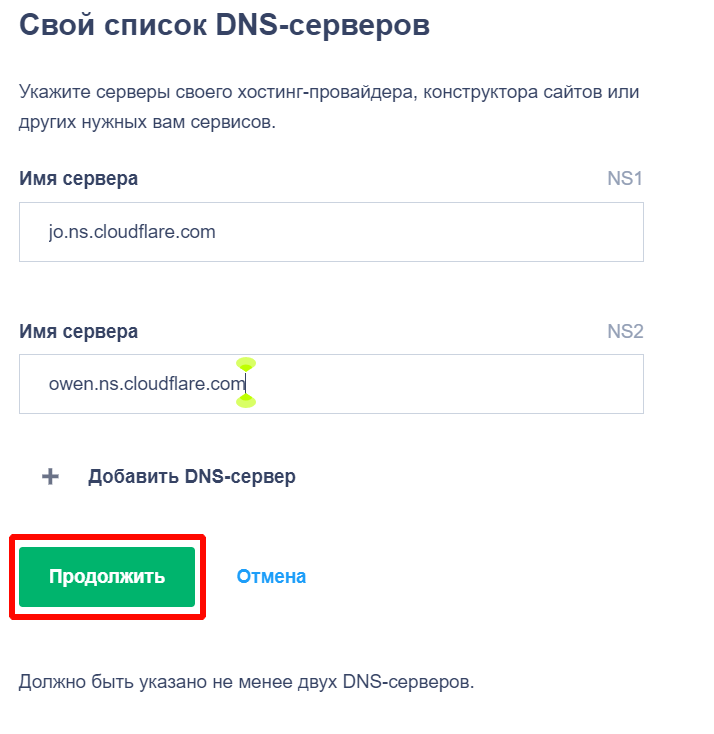 Свой список DNS-серверов
Укажите серверы своего хостинг-провайдера, конструктора сайтов или
других нужных вам сервисов.
Имя сервера NS1
jo.ns.cloudflare.com
Имя сервера NS2
owen.ns.cloudflare.com
+ Добавить DNS-сервер
Продолжить Отмена
Должно быть указано не менее двух DNS-серверов.